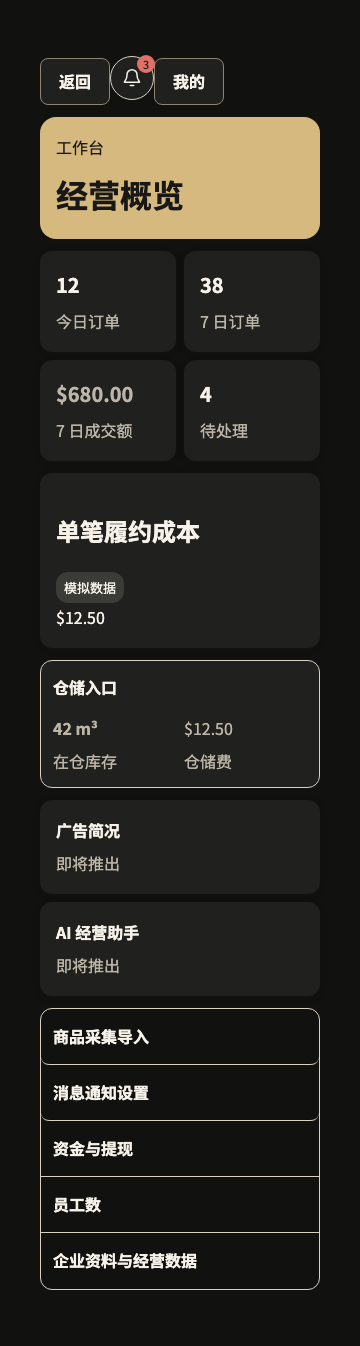 返回
3
我的
工作台
经营概览
12
38
今日订单
7 日订单
$680.00
4
7 日成交额
待处理
单笔履约成本
模拟数据
$12.50
仓储入口
42 m³
$12.50
在仓库存
仓储费
广告简况
即将推出
AI 经营助手
即将推出
商品采集导入
消息通知设置
资金与提现
员工数
企业资料与经营数据